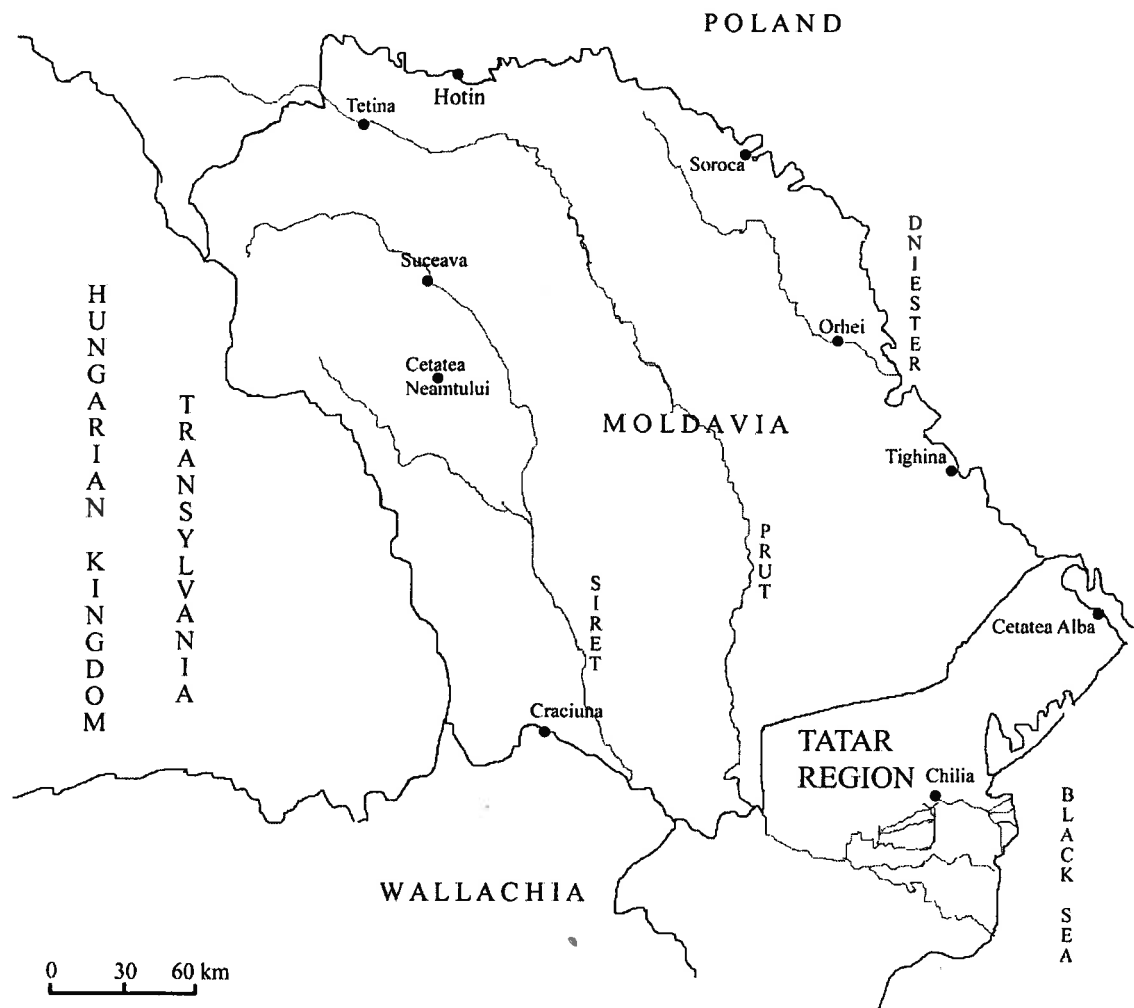 POLAND
Hotin
Tetina
Soroca
DNIESTER
Suceava
HUNGARIAN KINGDOM
Orhei
Cetatea
Neamtului
TRANSYLVANIA
MOLDAVIA
Tighina
PRUT
SIRET
Cetatea Alba
Craciuna
TATAR
REGION
Chilia
BLACK SEA
WALLACHIA
0 30 60 km